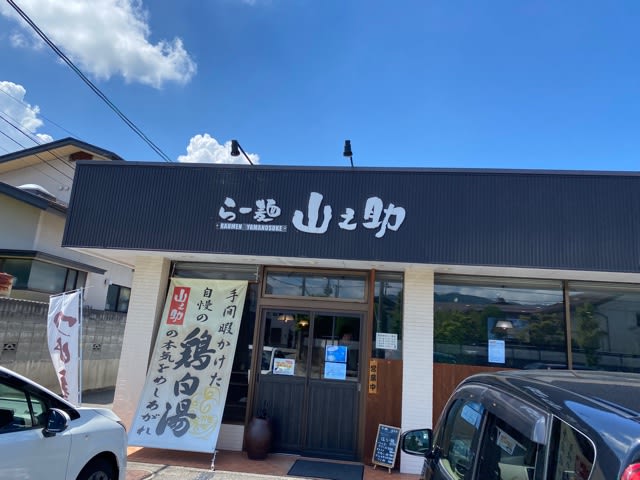 らー麺 山之助
・RAHMEN YAMANOSUKE・
手間暇かけた
自慢の鶏白湯
山之助の本気をめしあがれ
営業中